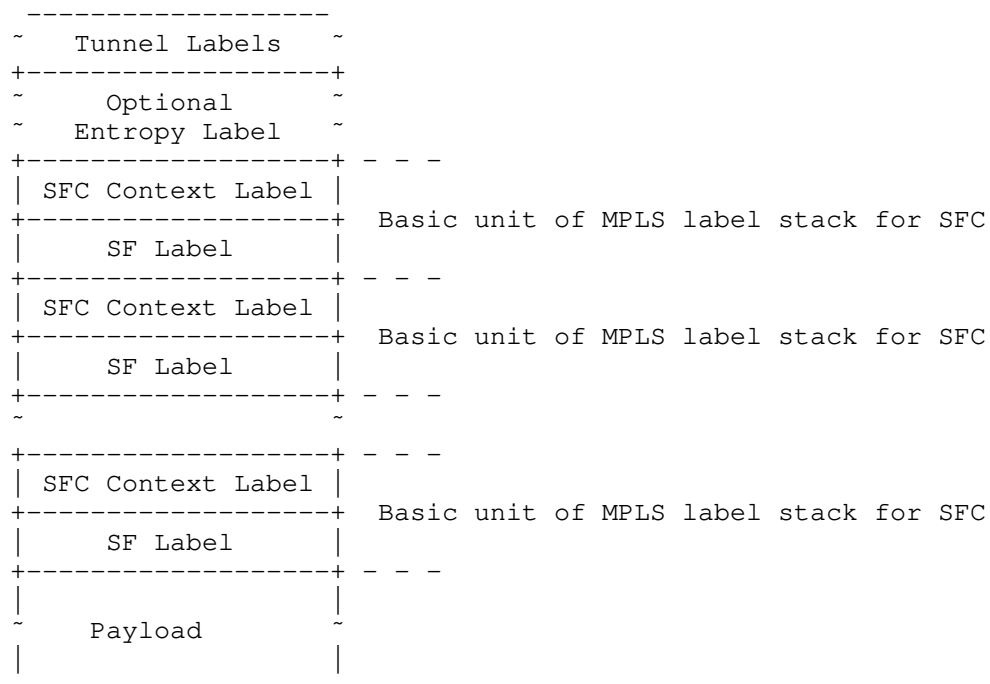 Tunnel Labels
Optional
Entropy Label
SFC Context Label
Basic unit of MPLS label stack for SFC
SF Label
SFC Context Label
Basic unit of MPLS label stack for SFC
SF Label
SFC Context Label
Basic unit of MPLS label stack for SFC
SF Label
Payload